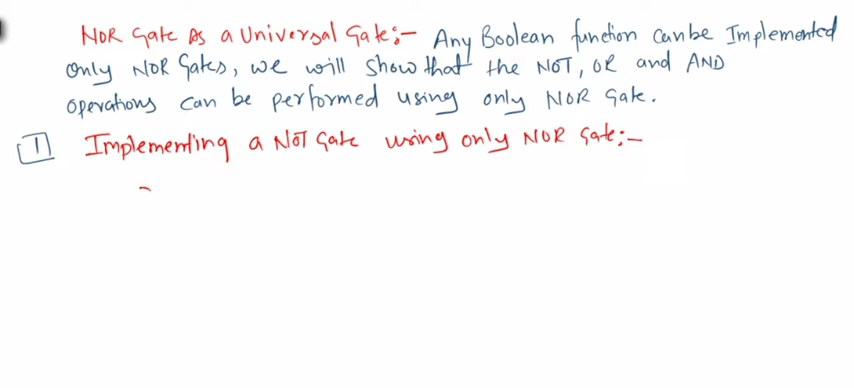 NOR Gate As a Universal Gate:- Any Boolean function can be Implemented
Only NOR Gates, we will show that the NOT, OR and AND
operations can be performed using only NOR Gate.
1 Implementing a NOT Gate using only NOR Gate:-